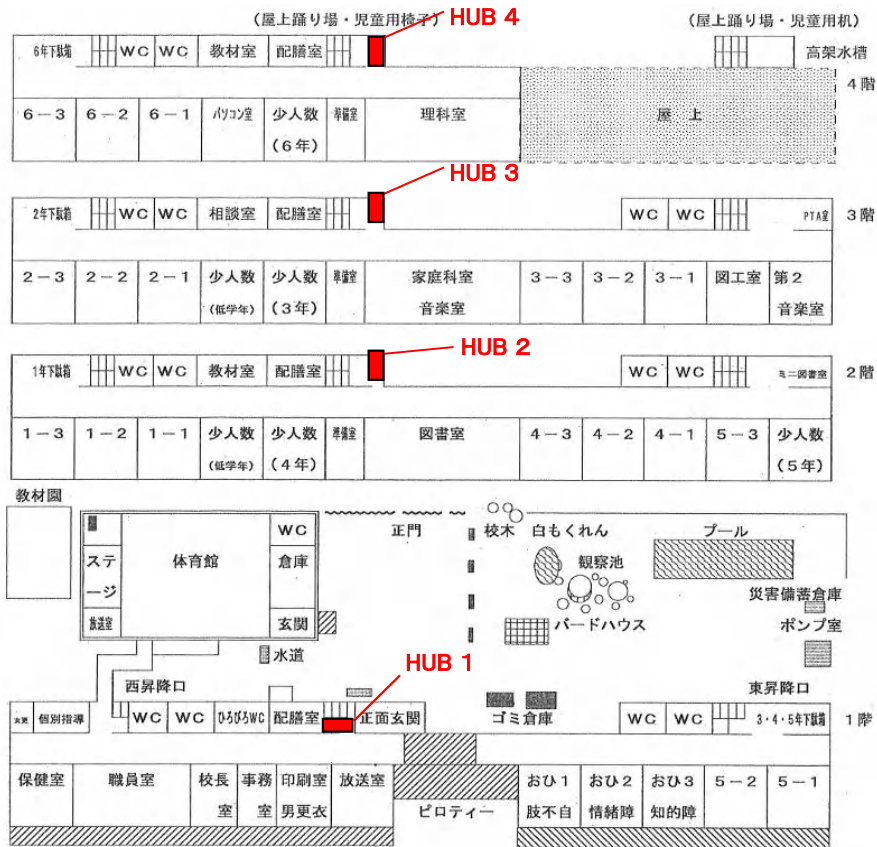 (屋上踊り場・児童用椅子) HUB 4 (屋上踊り場・児童用机)
6年下駄箱 WC WC 教材室 配膳室 高架水槽
4階
6-3 6-2 6-1 パソコン室 少人数 準備室 理科室 屋上
(6年)
HUB 3
2年下駄箱 WC WC 相談室 配膳室 WC WC PTA室 3階
2-3 2-2 2-1 少人数 少人数 準備室 家庭科室 3-3 3-2 3-1 図工室 第2
(低学年) (3年) 音楽室 音楽室
HUB 2
1年下駄箱 WC WC 教材室 配膳室 WC WC ミニ図書室 2階
1-3 1-2 1-1 少人数 少人数 準備室 図書室 4-3 4-2 4-1 5-3 少人数
(低学年) (4年) (5年)
教材園
WC 正門 校木 白もくれん プール
ステ 体育館 倉庫 観察池
ージ 災害備蓄倉庫
放送室 玄関 バードハウス ポンプ室
水道 HUB 1
西昇降口 東昇降口
女更 個別指導 WC WC ひろびろWC 配膳室 正面玄関 ゴミ倉庫 WC WC 3・4・5年下駄箱 1階
保健室 職員室 校長 事務 印刷室 放送室 おひ1 おひ2 おひ3 5-2 5-1
室 室 男更衣 ピロティー 肢不自 情緒障 知的障